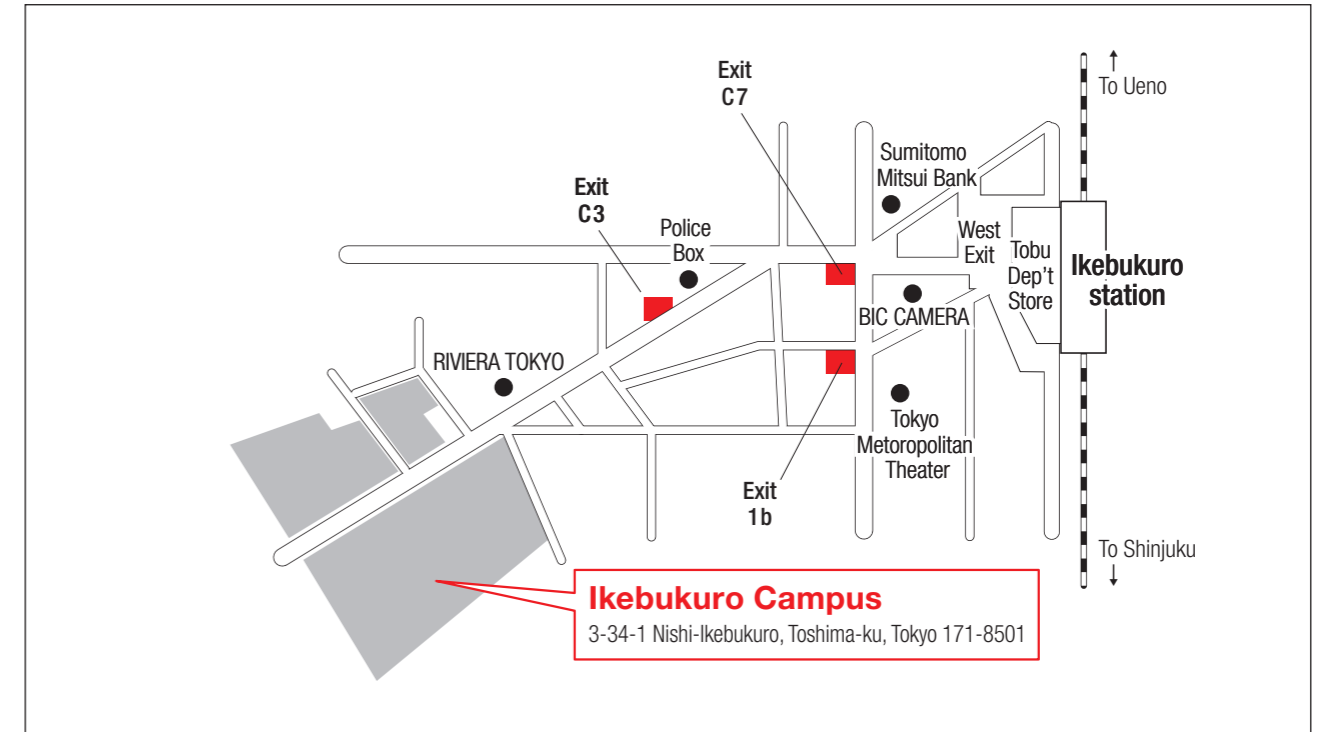 Exit
C7
To Ueno
Sumitomo
Mitsui Bank
Exit
C3
Police
Box
West
Exit
Tobu
Dep't
Store
Ikebukuro
station
BIC CAMERA
RIVIERA TOKYO
Tokyo
Metoropolitan
Theater
Exit
1b
To Shinjuku
Ikebukuro Campus
3-34-1 Nishi-Ikebukuro, Toshima-ku, Tokyo 171-8501